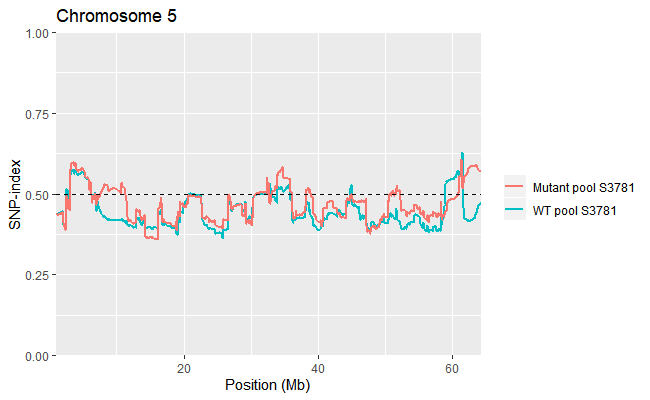 Chromosome 5
1.00
0.75
0.50
0.25
0.00
SNP-index
20 40 60
Position (Mb)
Mutant pool S3781
WT pool S3781